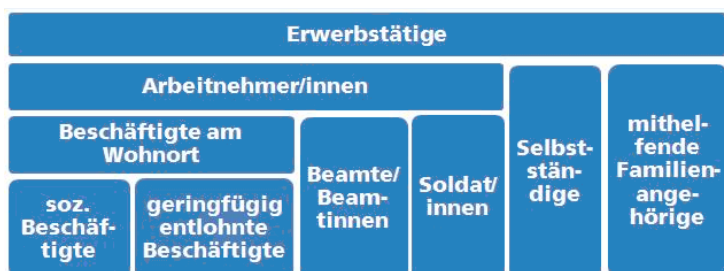 Erwerbstätige
Arbeitnehmer/innen
Beschäftigte am
Wohnort
soz.
Beschäf-
tigte
geringfügig
entlohnte
Beschäftigte
Beamte/
Beam-
tinnen
Soldat/
innen
Selbst-
stän-
dige
mithel-
fende
Familien-
ange-
hörige